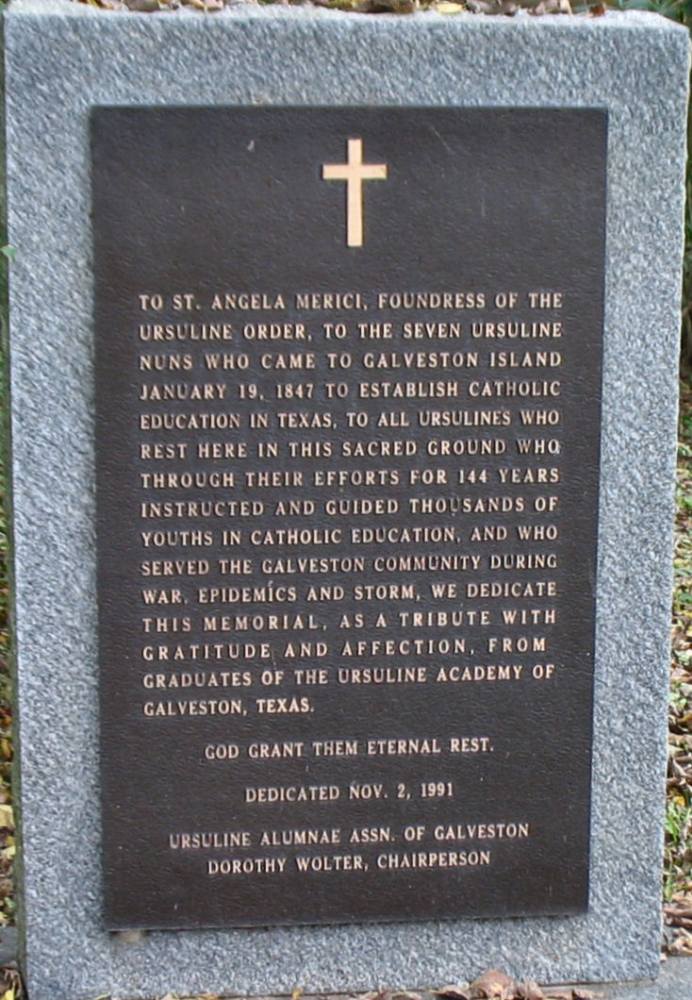 TO ST. ANGELA MERICI, FOUNDRESS OF THE
URSULINE ORDER, TO THE SEVEN URSULINE
NUNS WHO CAME TO GALVESTON ISLAND
JANUARY 19, 1847 TO ESTABLISH CATHOLIC
EDUCATION IN TEXAS, TO ALL URSULINES WHO
REST HERE IN THIS SACRED GROUND WHO
THROUGH THEIR EFFORTS FOR 144 YEARS
INSTRUCTED AND GUIDED THOUSANDS OF
YOUTHS IN CATHOLIC EDUCATION, AND WHO
SERVED THE GALVESTON COMMUNITY DURING
WAR, EPIDEMICS AND STORM, WE DEDICATE
THIS MEMORIAL, AS A TRIBUTE WITH
GRATITUDE AND AFFECTION, FROM
GRADUATES OF THE URSULINE ACADEMY OF
GALVESTON, TEXAS.
GOD GRANT THEM ETERNAL REST.
DEDICATED NOV. 2, 1991
URSULINE ALUMNAE ASSN. OF GALVESTON
DOROTHY WOLTER, CHAIRPERSON